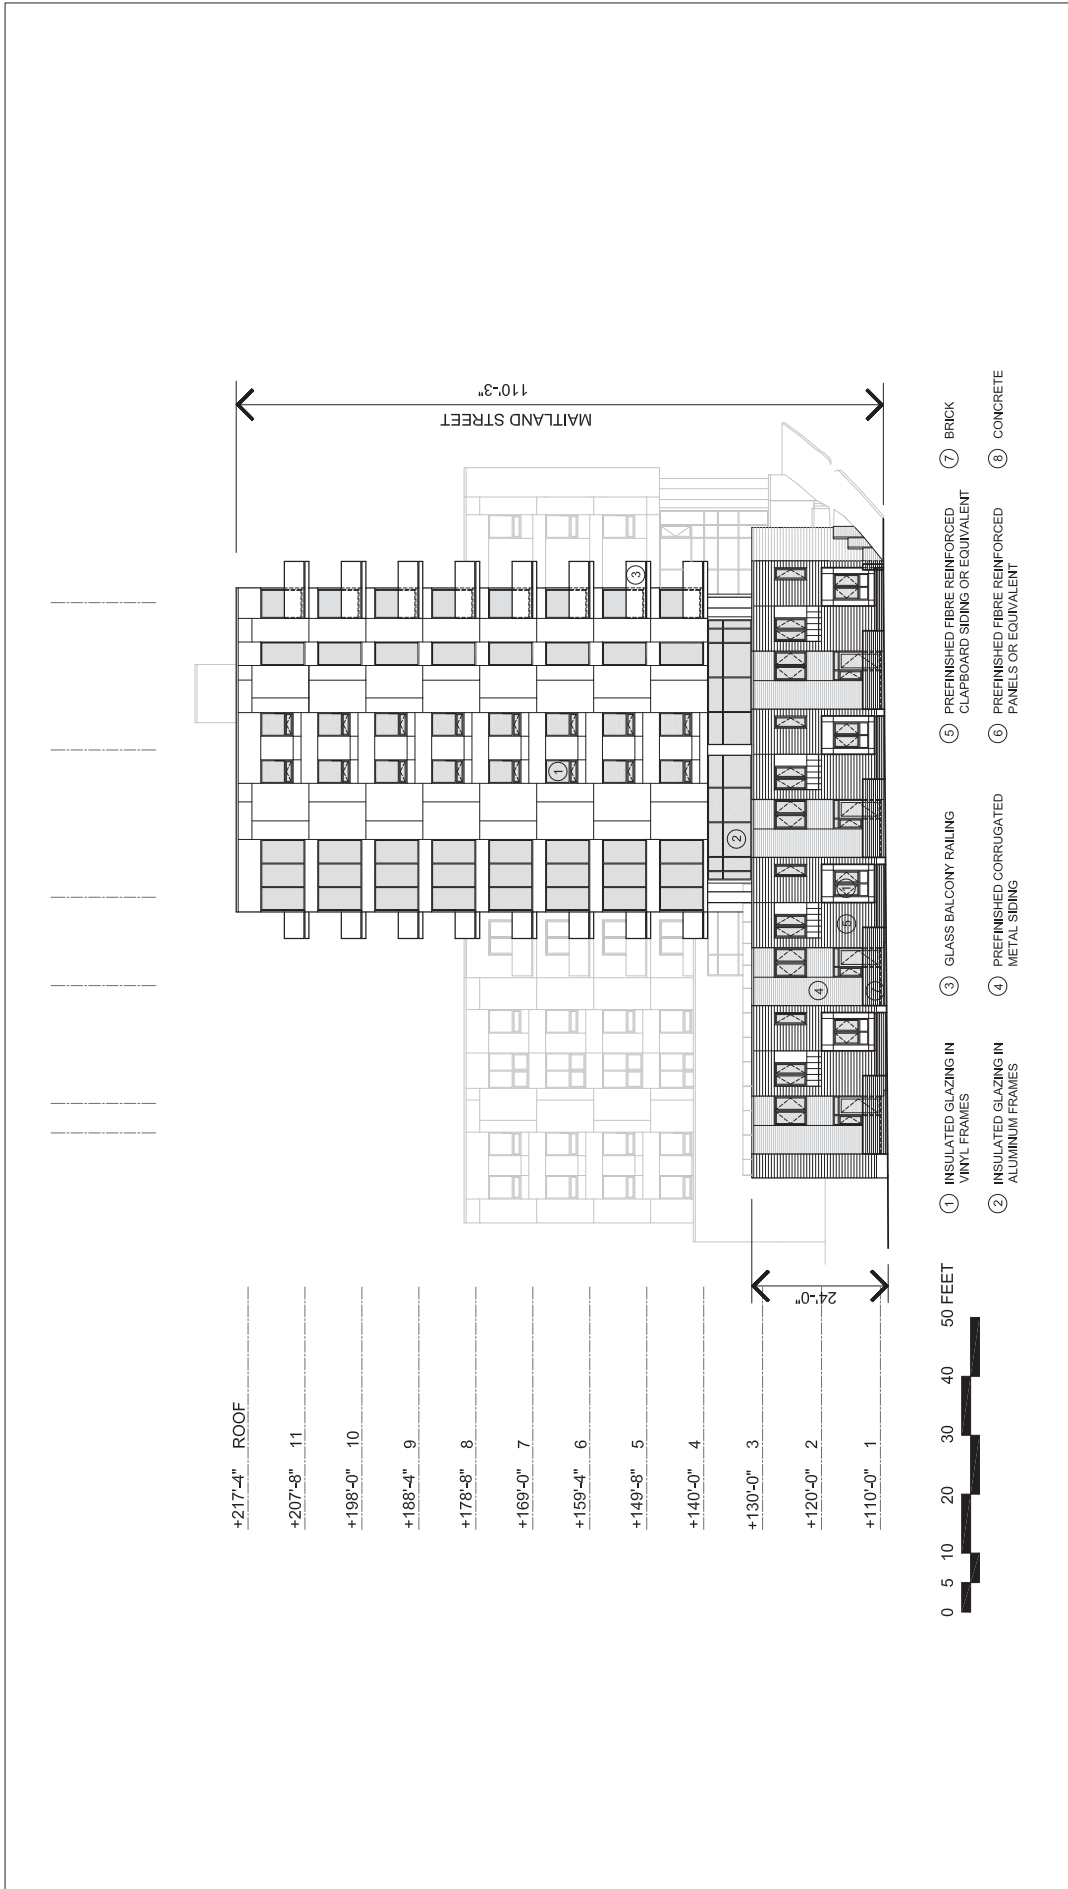 +217'-4" ROOF
+207'-8" 11
+198'-0" 10
+188'-4" 9
+178'-8" 8
+169'-0" 7
+159'-4" 6
+149'-8" 5
+140'-0" 4
+130'-0" 3
+120'-0" 2
+110'-0" 1
24'-0"
MAITLAND STREET
110'-3"
1
3
2
1
5
4
7
0 5 10 20 30 40 50 FEET
1 INSULATED GLAZING IN
VINYL FRAMES
2 INSULATED GLAZING IN
ALUMINUM FRAMES
3 GLASS BALCONY RAILING
4 PREFINISHED CORRUGATED
METAL SIDING
5 PREFINISHED FIBRE REINFORCED
CLAPBOARD SIDING OR EQUIVALENT
6 PREFINISHED FIBRE REINFORCED
PANELS OR EQUIVALENT
7 BRICK
8 CONCRETE